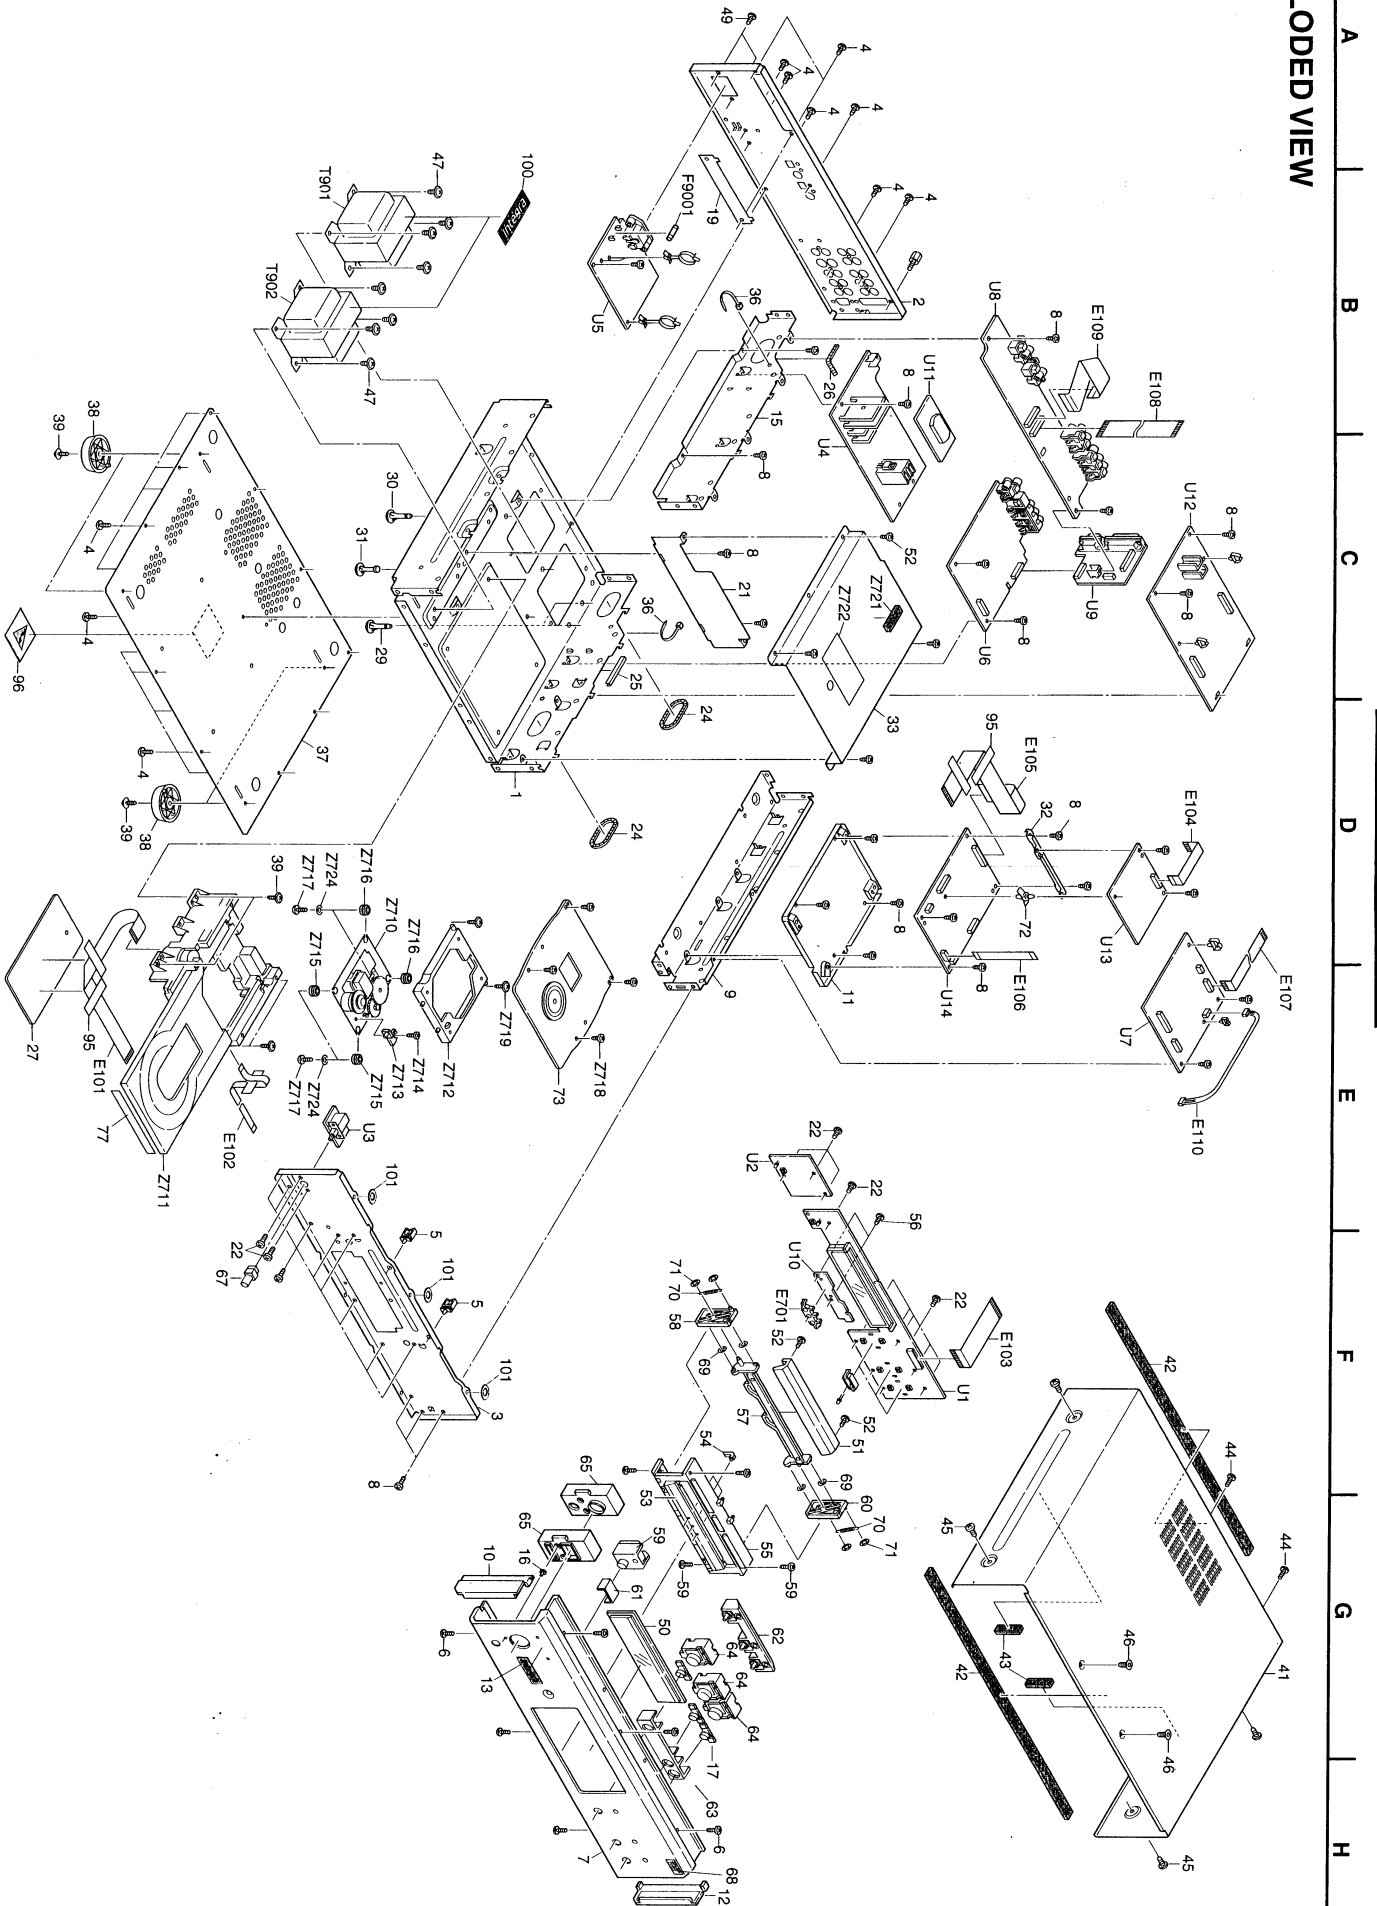 LODED VIEW
A
B
C
D
E
F
G
H
49
4
4
4
4
4
4
4
2
19
F9001
U5
36
100
Integra
47
T901
T902
47
U8
8
E109
E108
U11
8
26
15
U4
8
U12
8
8
U9
U6
8
52
Z721
Z722
33
8
21
36
25
24
24
30
31
29
1
38
39
4
4
96
37
4
38
39
95
E105
32
8
E104
72
U13
E107
U7
E110
U14
8
E106
8
11
9
39
Z717
Z724
Z716
Z710
Z716
Z715
Z719
Z718
73
Z712
Z714
Z713
Z715
Z724
Z717
27
95
E101
77
E102
Z711
U3
101
5
101
5
101
22
67
3
8
22
U2
22
56
U10
E701
22
E103
U1
71
70
58
69
57
52
52
51
54
69
60
70
71
53
55
59
59
65
65
59
16
10
61
50
62
64
64
64
17
63
6
13
7
6
68
12
42
44
44
45
43
46
46
41
42
45